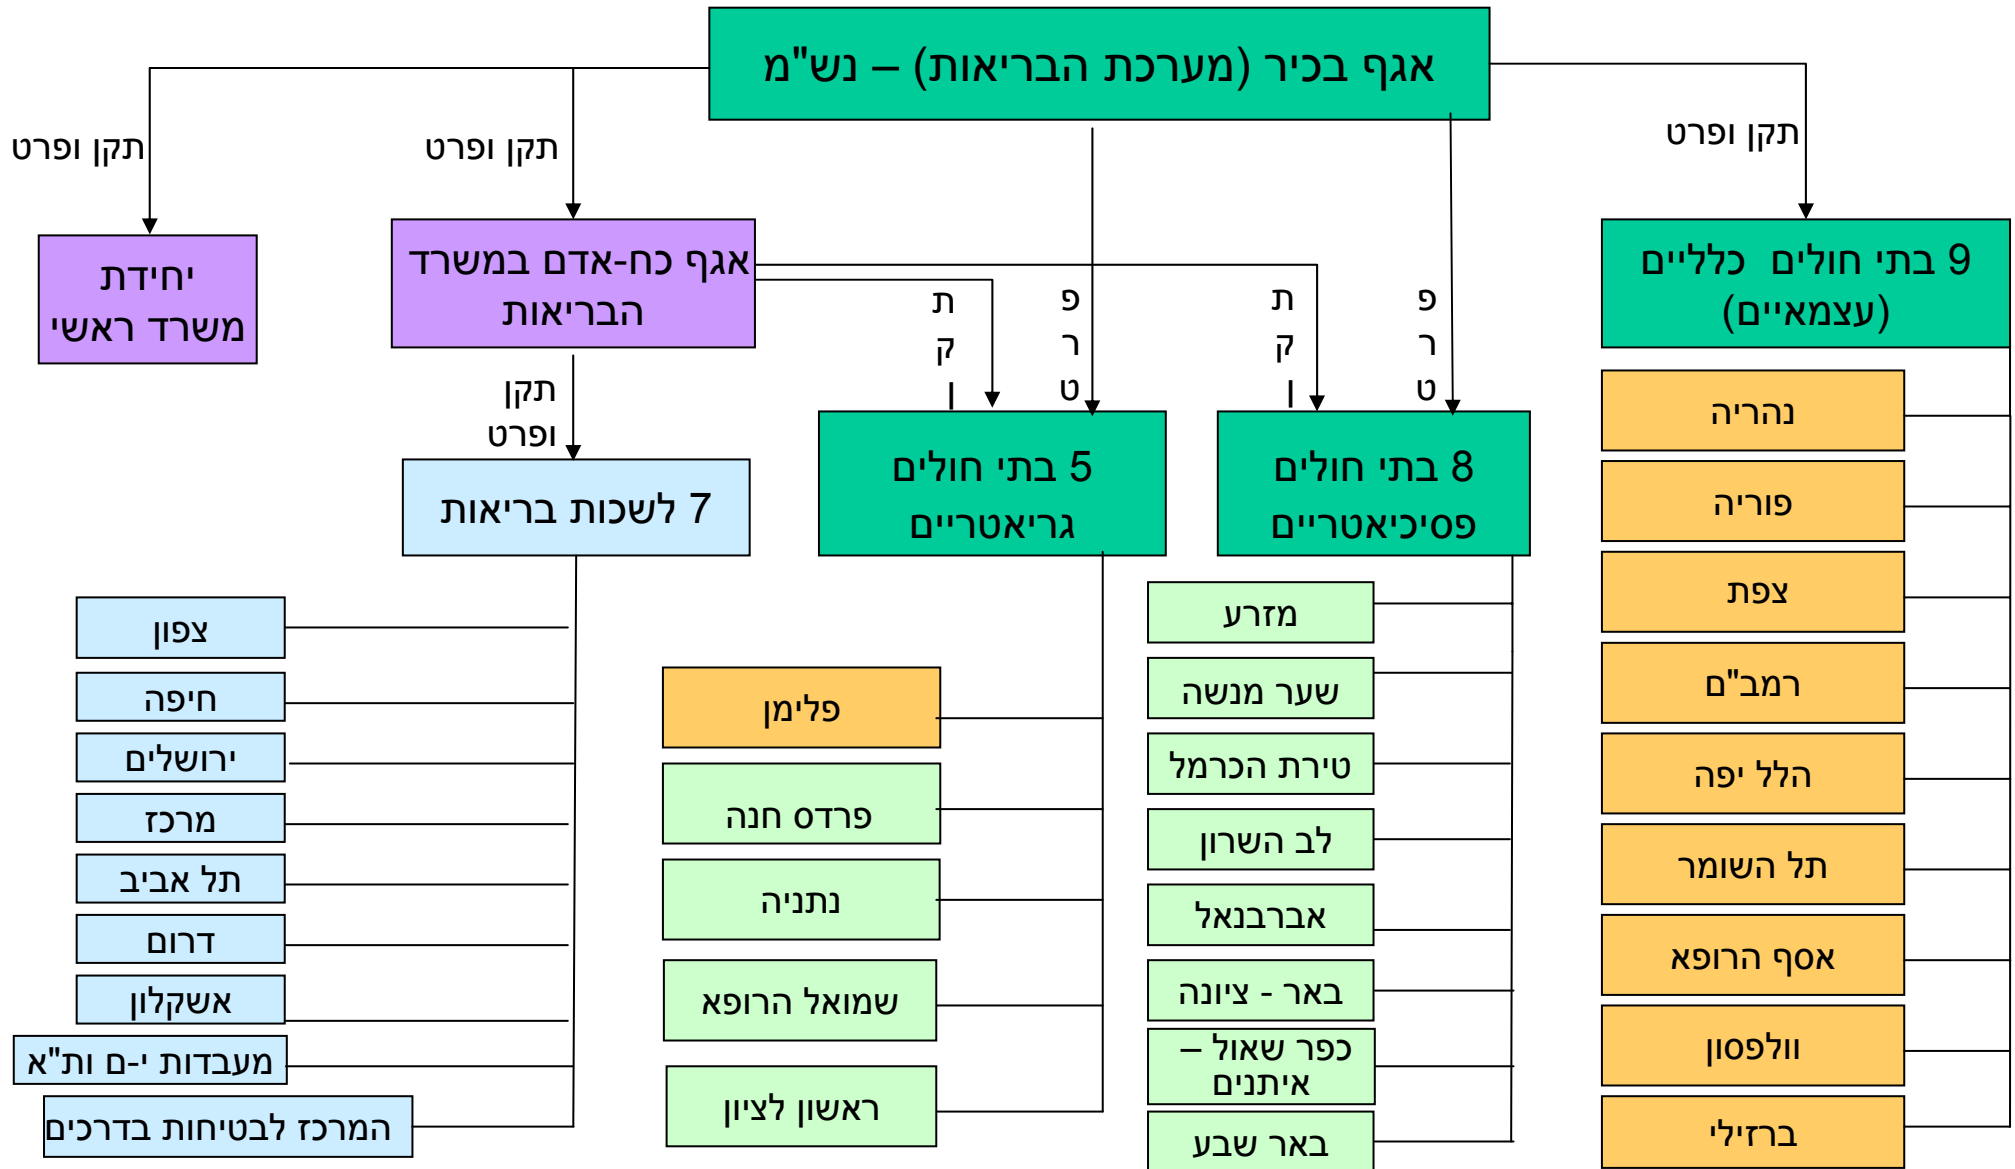 אגף בכיר (מערכת הבריאות) – נש"מ
תקן ופרט
תקן ופרט
תקן ופרט
9 בתי חולים כלליים
(עצמאיים)
אגף כח-אדם במשרד
הבריאות
יחידת
משרד ראשי
פ
ר
ט
ת
ק
ן
פ
ר
ט
ת
ק
ן
תקן
ופרט
8 בתי חולים
פסיכיאטריים
5 בתי חולים
גריאטריים
7 לשכות בריאות
נהריה
פוריה
צפת
רמב"ם
הלל יפה
תל השומר
אסף הרופא
וולפסון
ברזילי
מזרע
שער מנשה
טירת הכרמל
לב השרון
אברבנאל
באר - ציונה
כפר שאול –
איתנים
באר שבע
פלימן
פרדס חנה
נתניה
שמואל הרופא
ראשון לציון
צפון
חיפה
ירושלים
מרכז
תל אביב
דרום
אשקלון
מעבדות י-ם ות"א
המרכז לבטיחות בדרכים